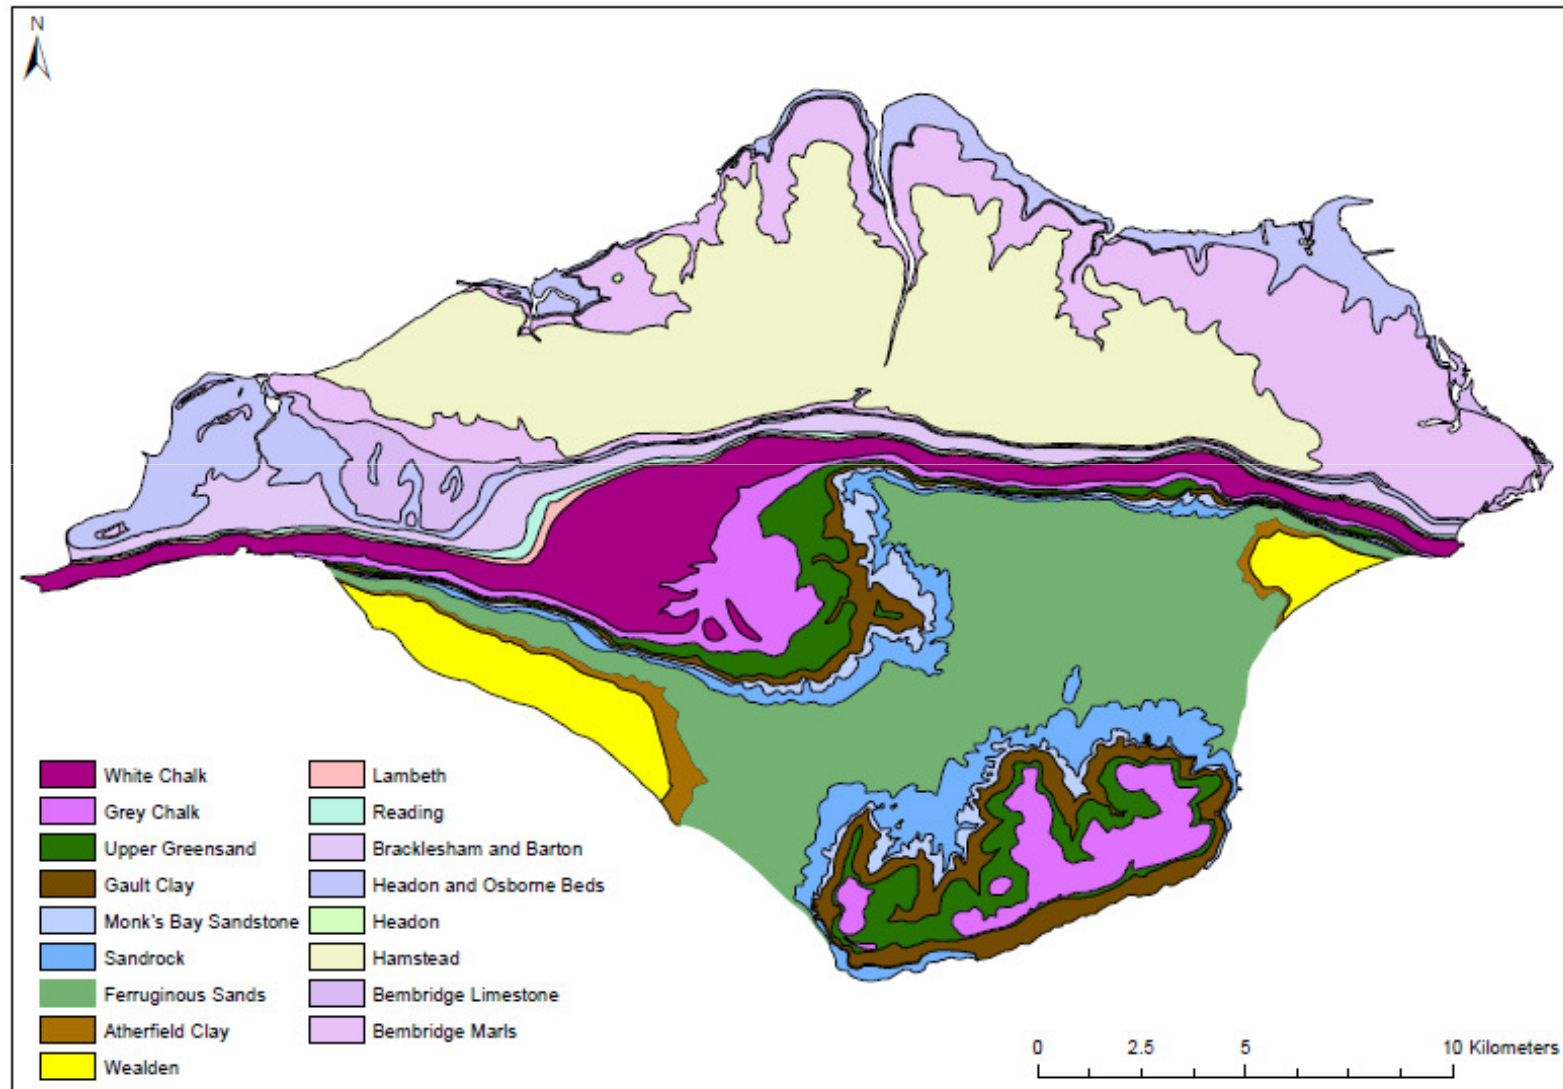 N
White Chalk
Grey Chalk
Upper Greensand
Gault Clay
Monk's Bay Sandstone
Sandrock
Ferruginous Sands
Atherfield Clay
Wealden
Lambeth
Reading
Bracklesham and Barton
Headon and Osborne Beds
Headon
Hamstead
Bembridge Limestone
Bembridge Marls
0 2.5 5 10 Kilometers